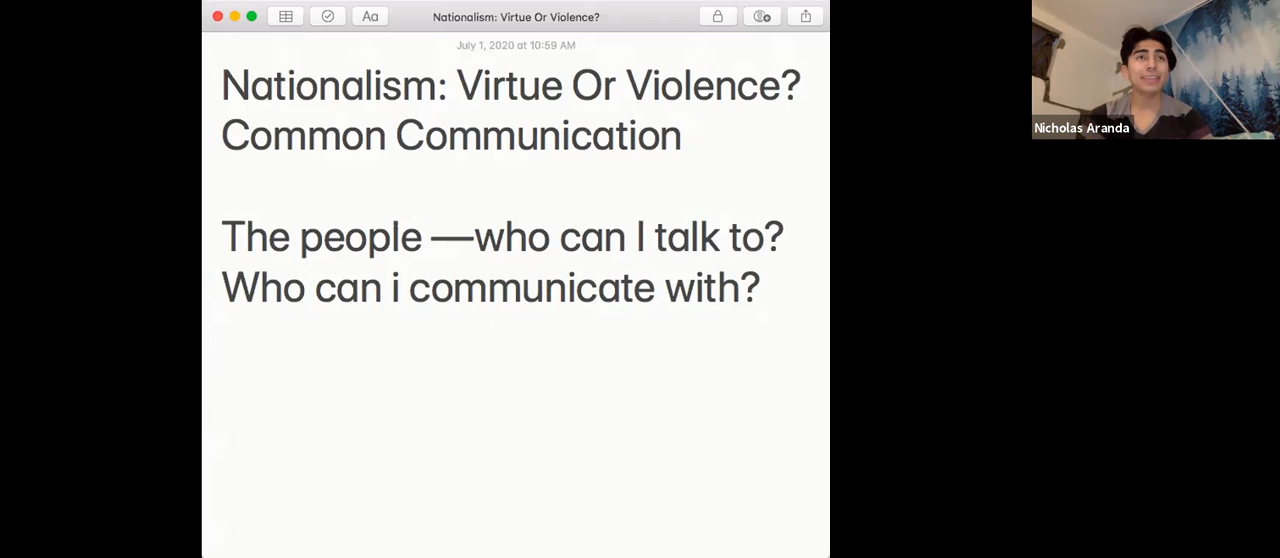 Aa
Nationalism: Virtue Or Violence?
July 1, 2020 at 10:59 AM
Nationalism: Virtue Or Violence?
Common Communication
The people —who can I talk to?
Who can i communicate with?
Nicholas Aranda